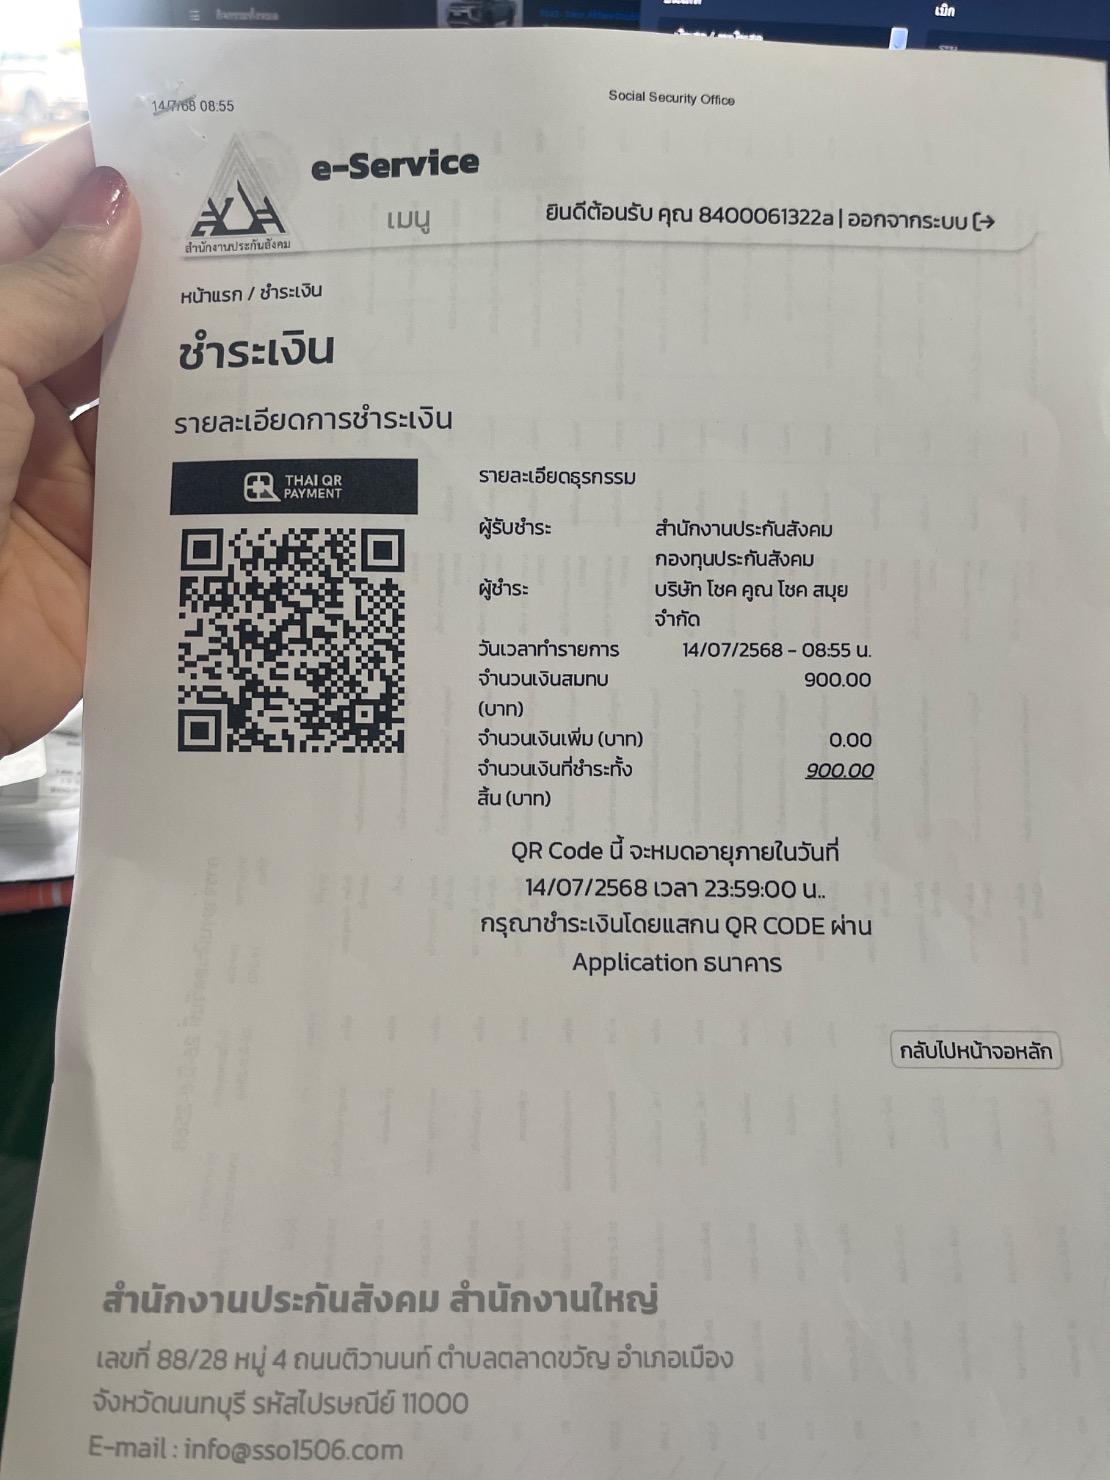 เบิก
14/7/68 08:55
Social Security Office
e-Service
สำนักงานประกันสังคม
เมนู
ยินดีต้อนรับ คุณ 8400061322a | ออกจากระบบ
หน้าแรก / ชำระเงิน
ชำระเงิน
รายละเอียดการชำระเงิน
THAI QR
PAYMENT
รายละเอียดธุรกรรม
ผู้รับชำระ สำนักงานประกันสังคม
กองทุนประกันสังคม
ผู้ชำระ บริษัท โชค คูณ โชค สมุย
จำกัด
วันเวลาทำรายการ 14/07/2568 - 08:55 น.
จำนวนเงินสมทบ 900.00
(บาท)
จำนวนเงินเพิ่ม (บาท) 0.00
จำนวนเงินที่ชำระทั้ง 900.00
สิ้น (บาท)
QR Code นี้ จะหมดอายุภายในวันที่
14/07/2568 เวลา 23:59:00 น..
กรุณาชำระเงินโดยแสกน QR CODE ผ่าน
Application ธนาคาร
กลับไปหน้าจอหลัก
สำนักงานประกันสังคม สำนักงานใหญ่
เลขที่ 88/28 หมู่ 4 ถนนติวานนท์ ตำบลตลาดขวัญ อำเภอเมือง
จังหวัดนนทบุรี รหัสไปรษณีย์ 11000
E-mail : info@sso1506.com